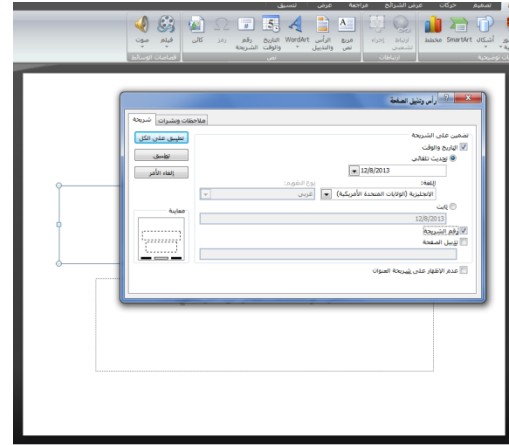 تصميم حركات عرض الشرائح مراجعة عرض تنسيق
أشكال SmartArt مخطط ارتباط إجراء مربع الرأس WordArt التاريخ رقم رمز كائن فيلم صوت
تشعبي نص والتذييل والوقت الشريحة
ارتباطات نص
رأس وتذييل الصفحة
شريحة ملاحظات ونشرات
تضمين على الشريحة
التاريخ والوقت
تحديث تلقائي
12/8/2013
اللغة: نوع التقويم:
الإنجليزية (الولايات المتحدة الأمريكية) غربي
ثابت
12/8/2013
رقم الشريحة
تذييل الصفحة
عدم الإظهار على شريحة العنوان
تطبيق على الكل
تطبيق
إلغاء الأمر
معاينة